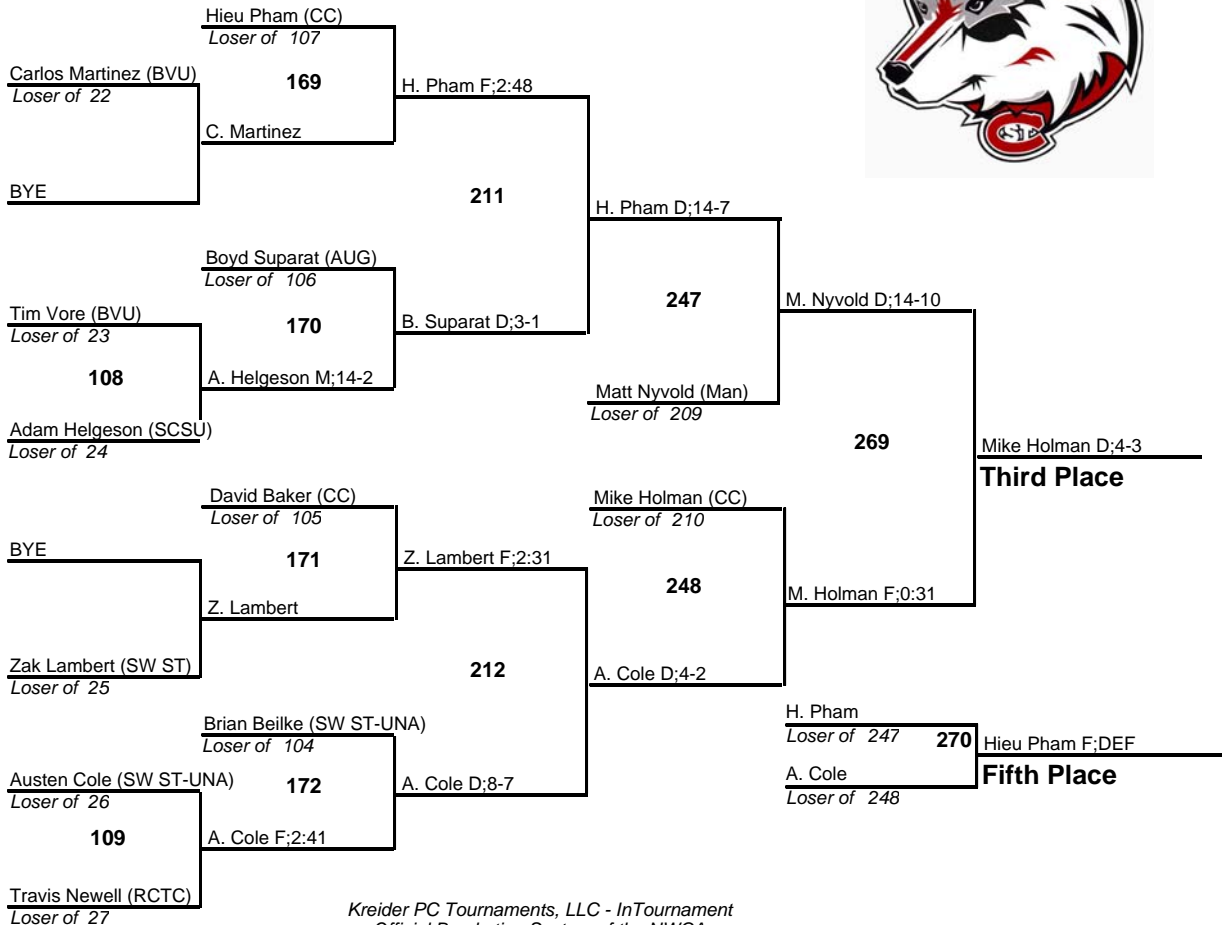 Hieu Pham (CC)
Loser of 107
Carlos Martinez (BVU)
Loser of 22
169
H. Pham F;2:48
C. Martinez
BYE
211
H. Pham D;14-7
Boyd Suparat (AUG)
Loser of 106
Tim Vore (BVU)
Loser of 23
170
B. Suparat D;3-1
247
M. Nyvold D;14-10
108
A. Helgeson M;14-2
Matt Nyvold (Man)
Loser of 209
Adam Helgeson (SCSU)
Loser of 24
269
Mike Holman D;4-3
Third Place
David Baker (CC)
Loser of 105
Mike Holman (CC)
Loser of 210
BYE
171
Z. Lambert F;2:31
248
Z. Lambert
M. Holman F;0:31
Zak Lambert (SW ST)
Loser of 25
212
A. Cole D;4-2
Brian Beilke (SW ST-UNA)
Loser of 104
H. Pham
Loser of 247
270
Hieu Pham F;DEF
Fifth Place
A. Cole
Loser of 248
Austen Cole (SW ST-UNA)
Loser of 26
172
A. Cole D;8-7
109
A. Cole F;2:41
Travis Newell (RCTC)
Loser of 27
Kreider PC Tournaments, LLC - InTournament